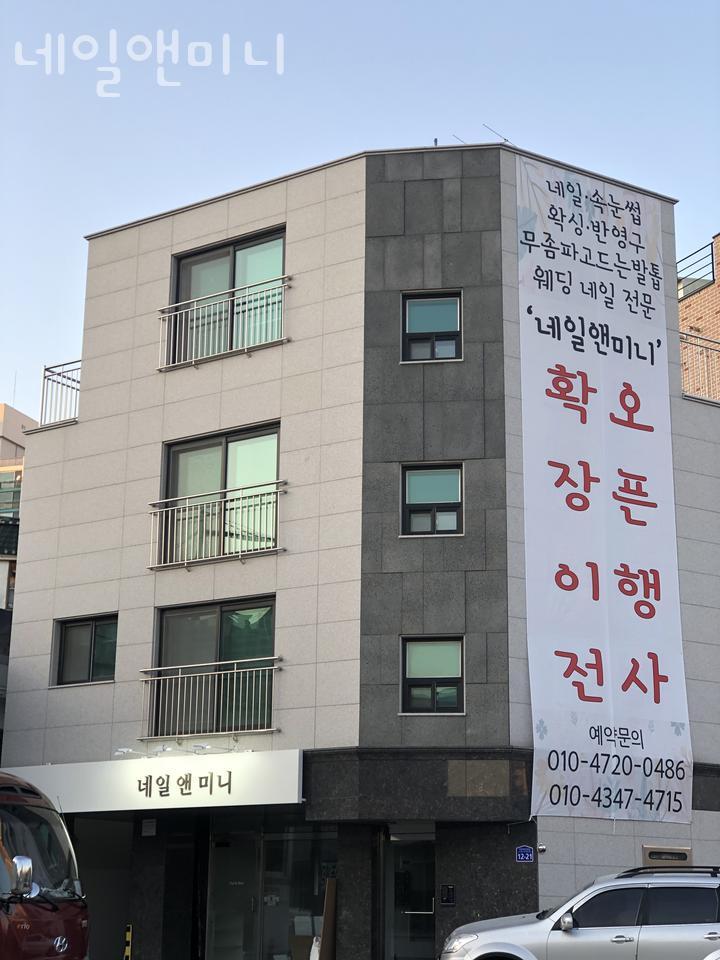 네일앤미니
네일·속눈썹
왁싱·반영구
무좀파고드는발톱
웨딩 네일 전문
‘네일앤미니’
확 오
장 픈
이 행
전 사
예약문의
010-4720-0486
010-4347-4715
네일앤미니
12-21